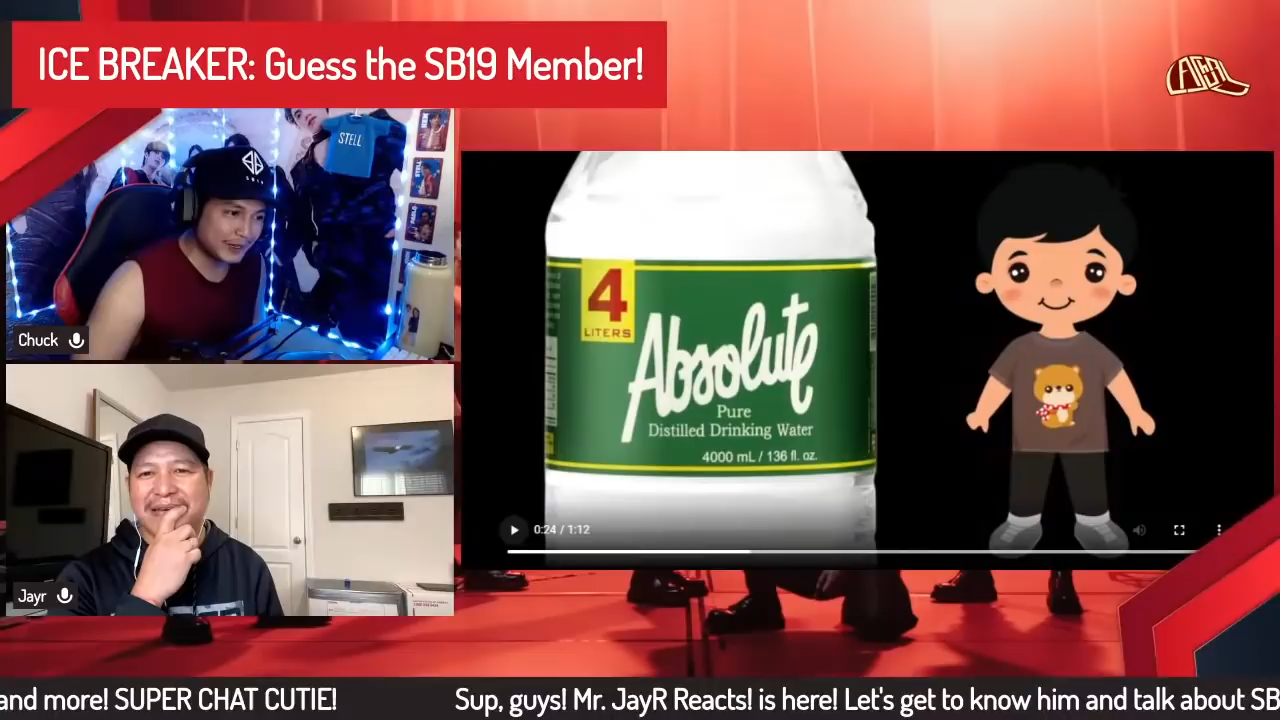 ICE BREAKER: Guess the SB19 Member!
STELL
SB19
STELL
Chuck
Jayr
4
LITERS
Absolute
Pure
Distilled Drinking Water
4000 mL / 136 fl. oz.
0:24 / 1:12
and more! SUPER CHAT CUTIE! Sup, guys! Mr. JayR Reacts! is here! Let's get to know him and talk about SB